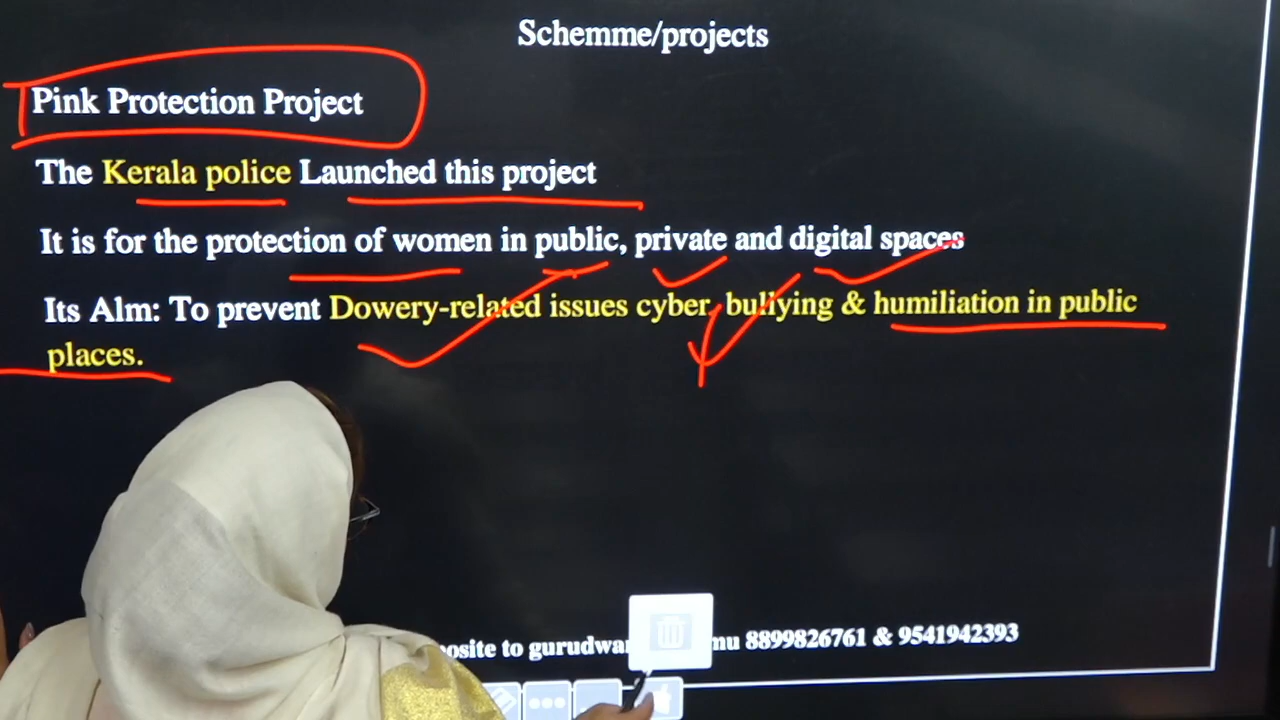 Schemme/projects
Pink Protection Project
The Kerala police Launched this project
It is for the protection of women in public, private and digital spaces
Its Alm: To prevent Dowery-related issues cyber, bullying & humiliation in public
places.
to 8899826761 & 9541942393